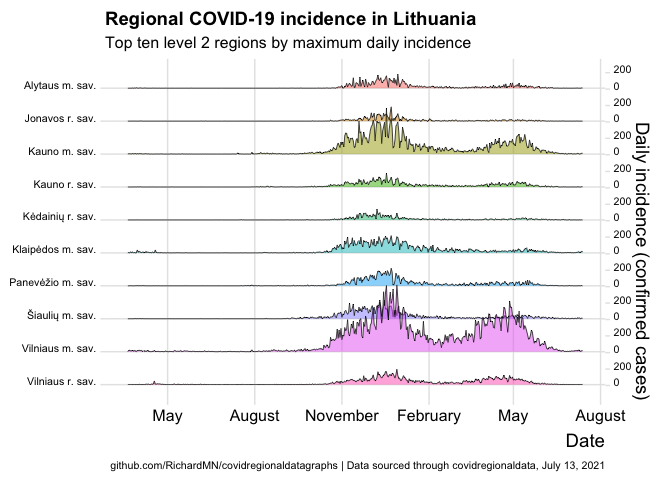 Regional COVID-19 incidence in Lithuania
Top ten level 2 regions by maximum daily incidence
Alytaus m. sav.
200
0
Jonavos r. sav.
200
0
Kauno m. sav.
200
0
Kauno r. sav.
200
0
Kėdainių r. sav.
200
0
Klaipėdos m. sav.
200
0
Panevėžio m. sav.
200
0
Šiaulių m. sav.
200
0
Vilniaus m. sav.
200
0
Vilniaus r. sav.
200
0
Daily incidence (confirmed cases)
May August November February May August
Date
github.com/RichardMN/covidregionaldatagraphs | Data sourced through covidregionaldata, July 13, 2021